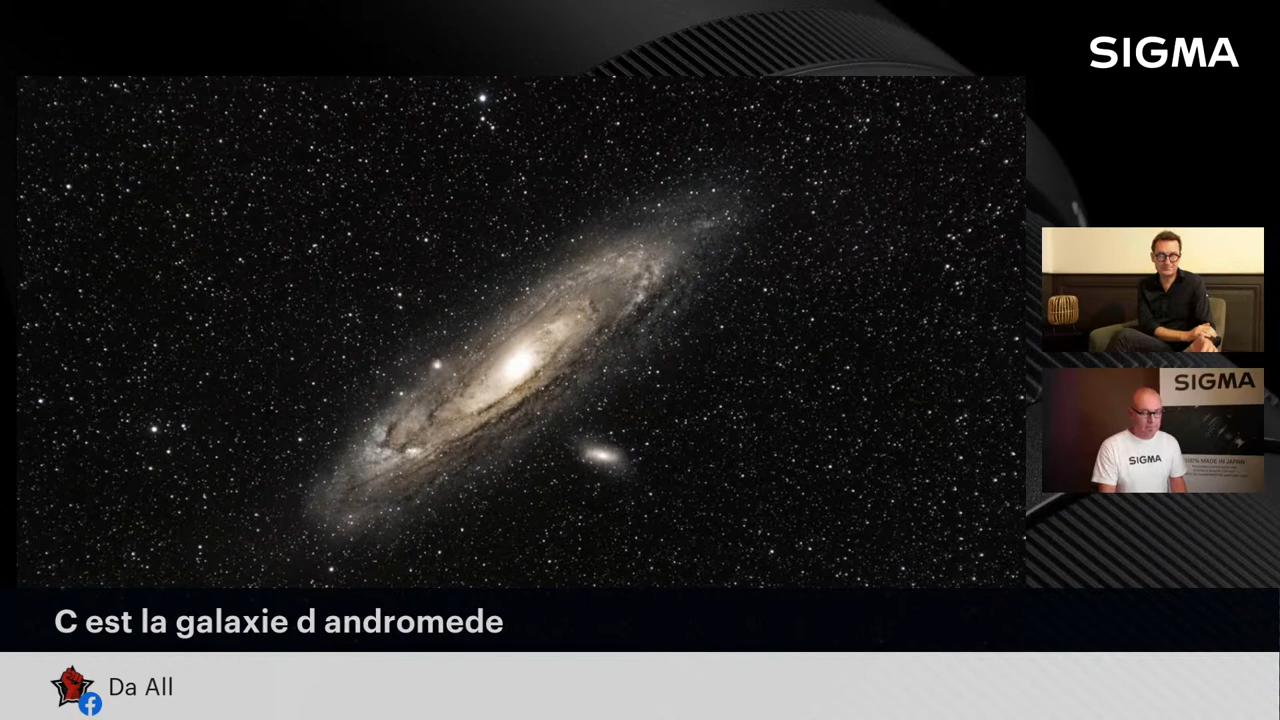 SIGMA
SIGMA
100% MADE IN JAPAN
SIGMA
C est la galaxie d andromede
Da All